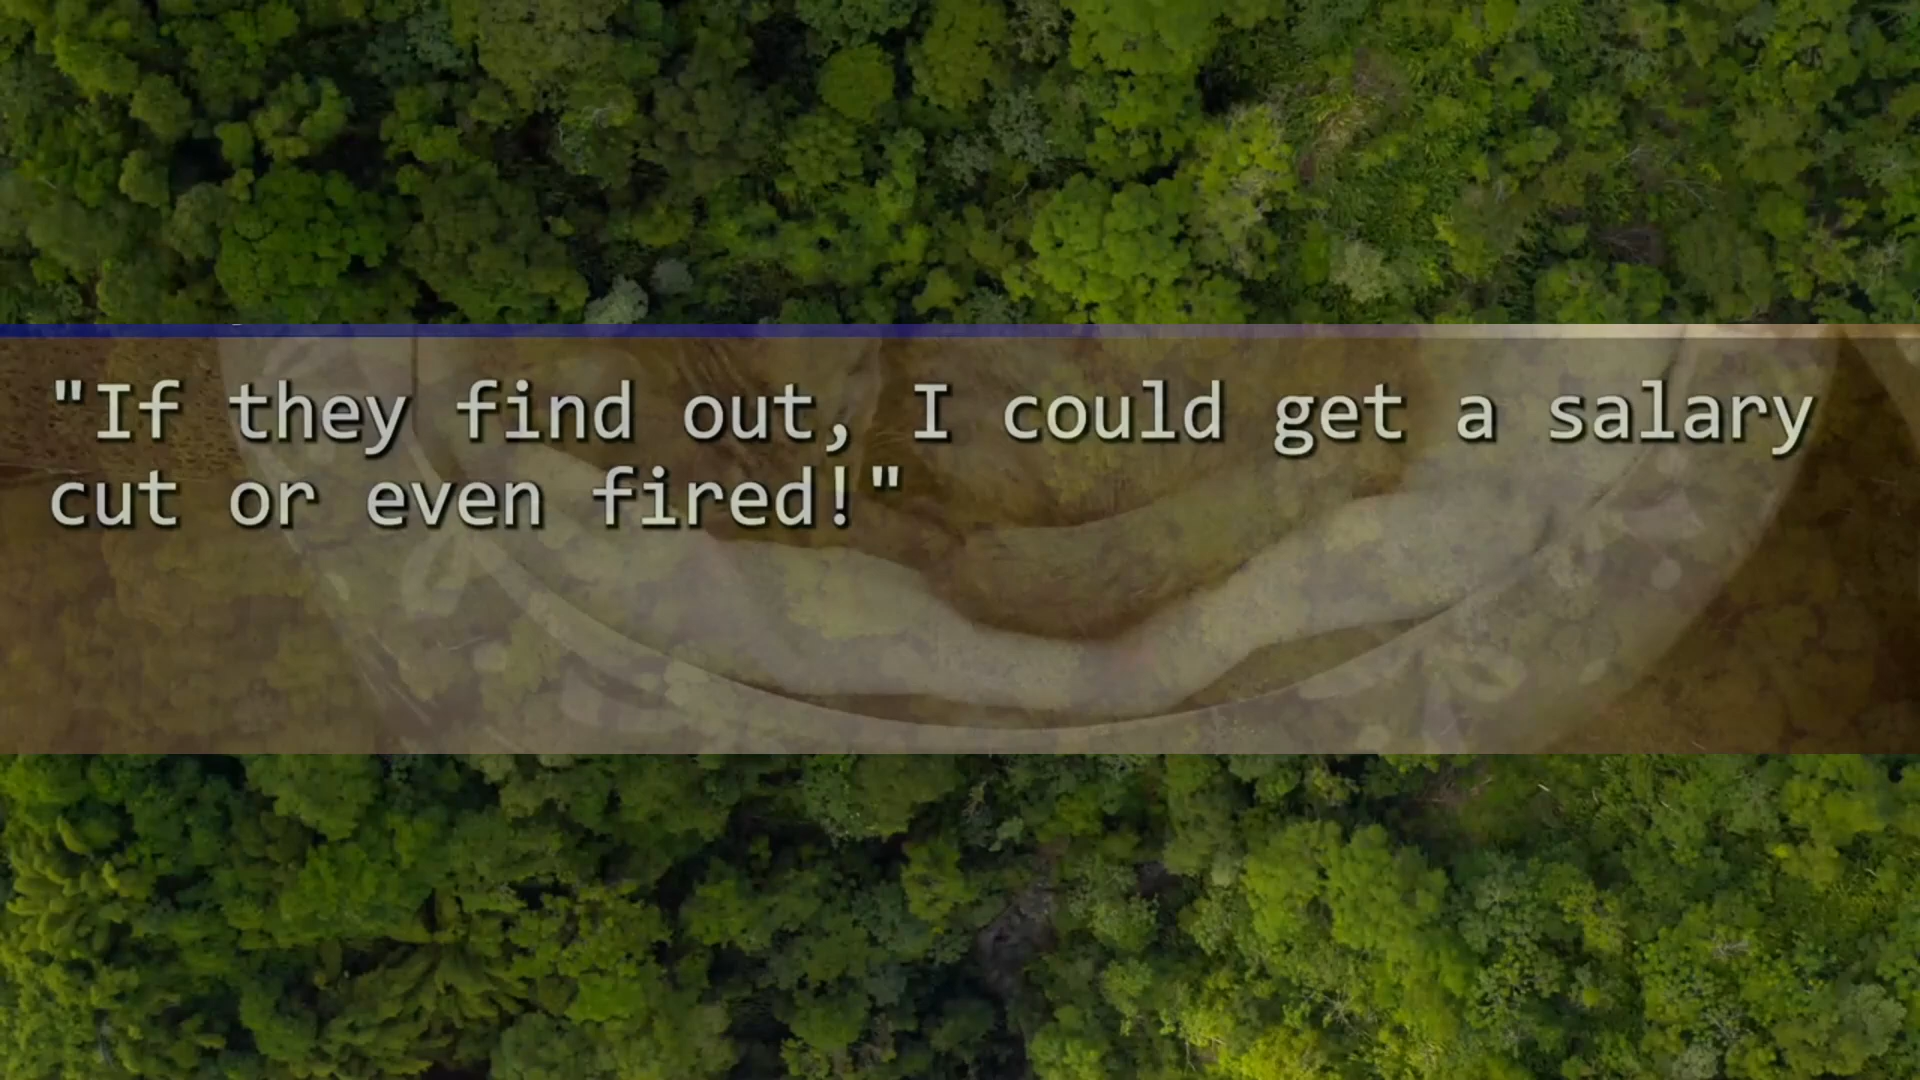 "If they find out, I could get a salary
cut or even fired!"